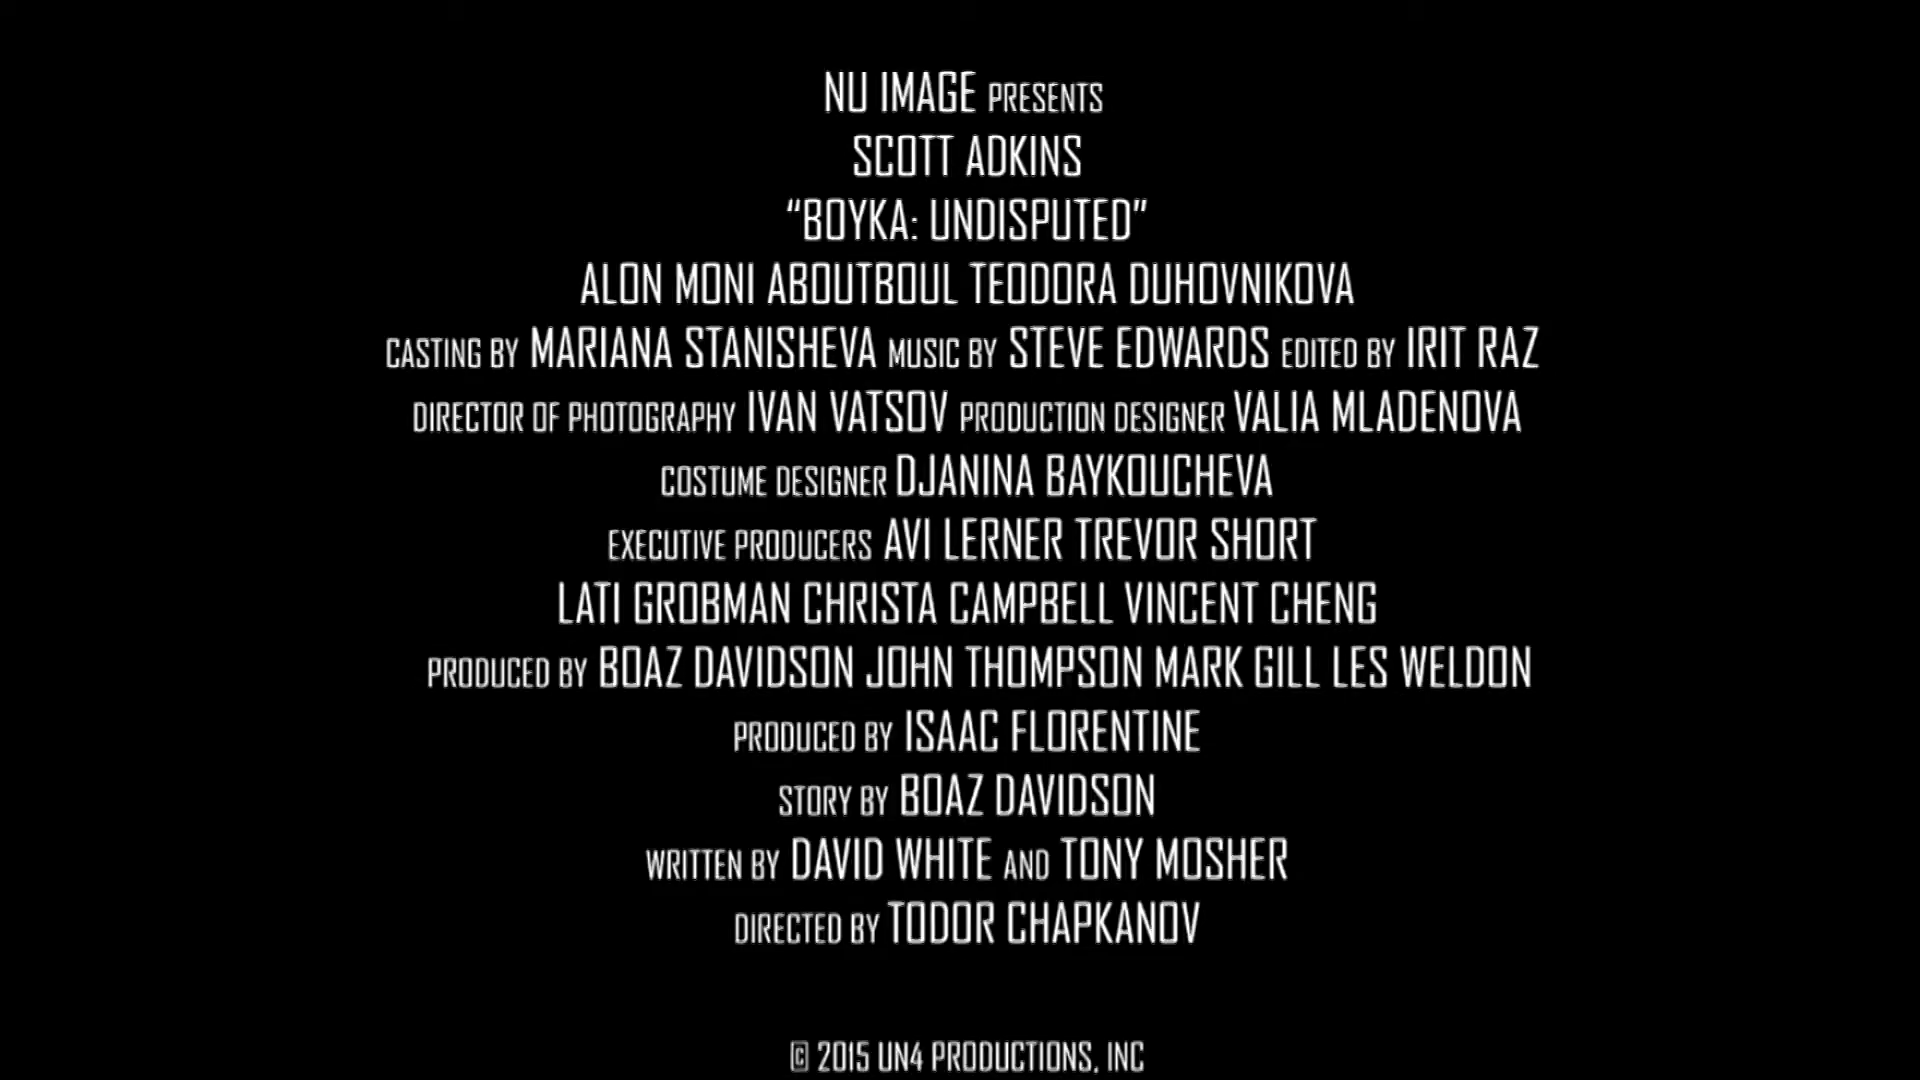 NU IMAGE PRESENTS
SCOTT ADKINS
“BOYKA: UNDISPUTED”
ALON MONI ABOUTBOUL TEODORA DUHOVNIKOVA
CASTING BY MARIANA STANISHEVA MUSIC BY STEVE EDWARDS EDITED BY IRIT RAZ
DIRECTOR OF PHOTOGRAPHY IVAN VATSOV PRODUCTION DESIGNER VALIA MLADENOVA
COSTUME DESIGNER DJANINA BAYKOUCHEVA
EXECUTIVE PRODUCERS AVI LERNER TREVOR SHORT
LATI GROBMAN CHRISTA CAMPBELL VINCENT CHENG
PRODUCED BY BOAZ DAVIDSON JOHN THOMPSON MARK GILL LES WELDON
PRODUCED BY ISAAC FLORENTINE
STORY BY BOAZ DAVIDSON
WRITTEN BY DAVID WHITE AND TONY MOSHER
DIRECTED BY TODOR CHAPKANOV
© 2015 UN4 PRODUCTIONS, INC